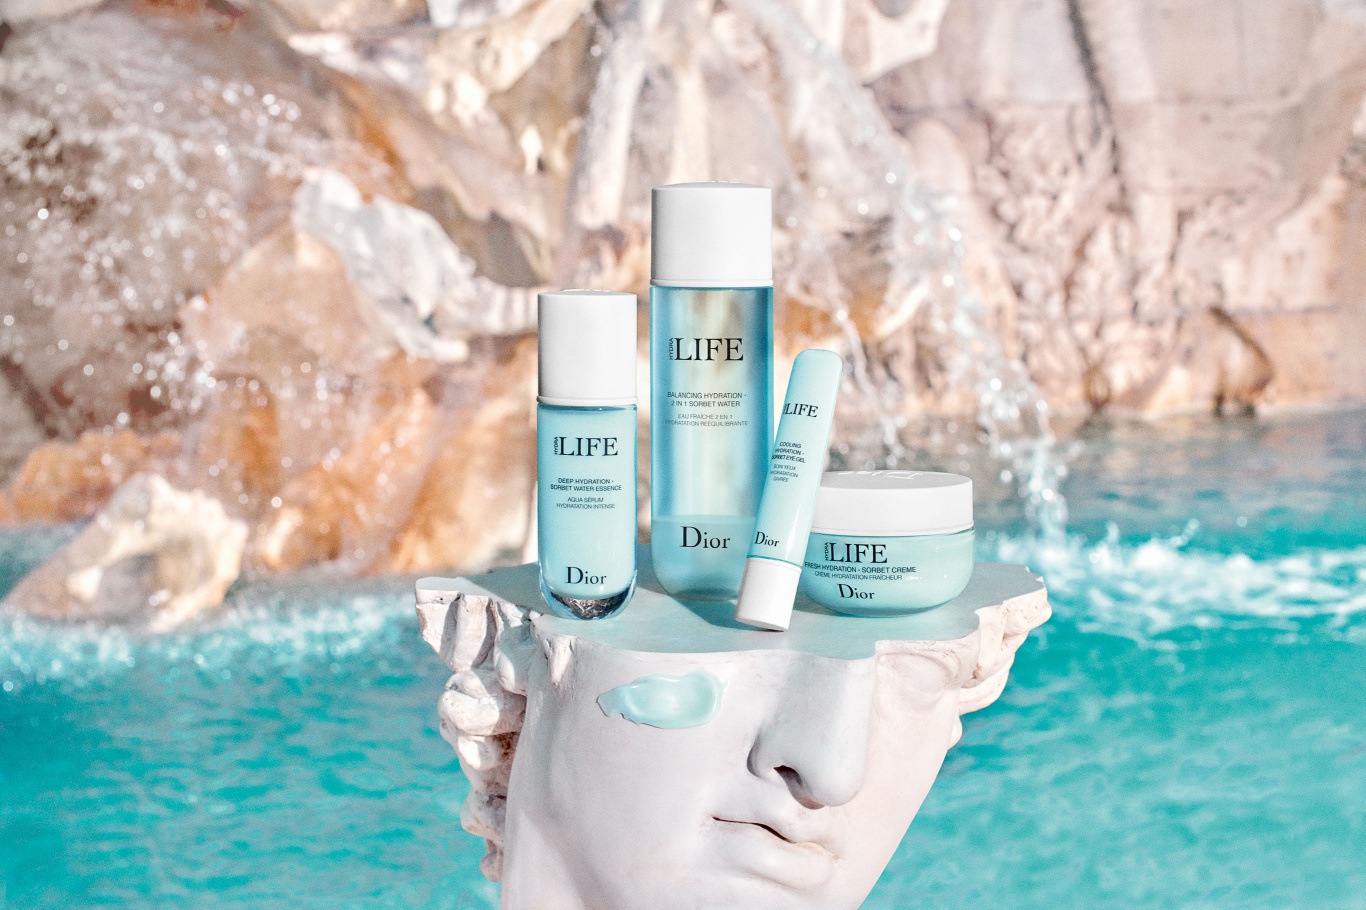 HYDRA LIFE
DEEP HYDRATION -
SORBET WATER ESSENCE
AQUA SÉRUM
HYDRATATION INTENSE
Dior
HYDRA LIFE
BALANCING HYDRATION -
2 IN 1 SORBET WATER
EAU FRAÎCHE 2 EN 1
HYDRATATION RÉÉQUILIBRANTE
Dior
LIFE
COOLING
HYDRATION -
SORBET EYE GEL
SOIN YEUX
HYDRATATION
GIVRÉE
Dior
HYDRA LIFE
FRESH HYDRATION - SORBET CREME
CRÈME HYDRATATION FRAÎCHEUR
Dior